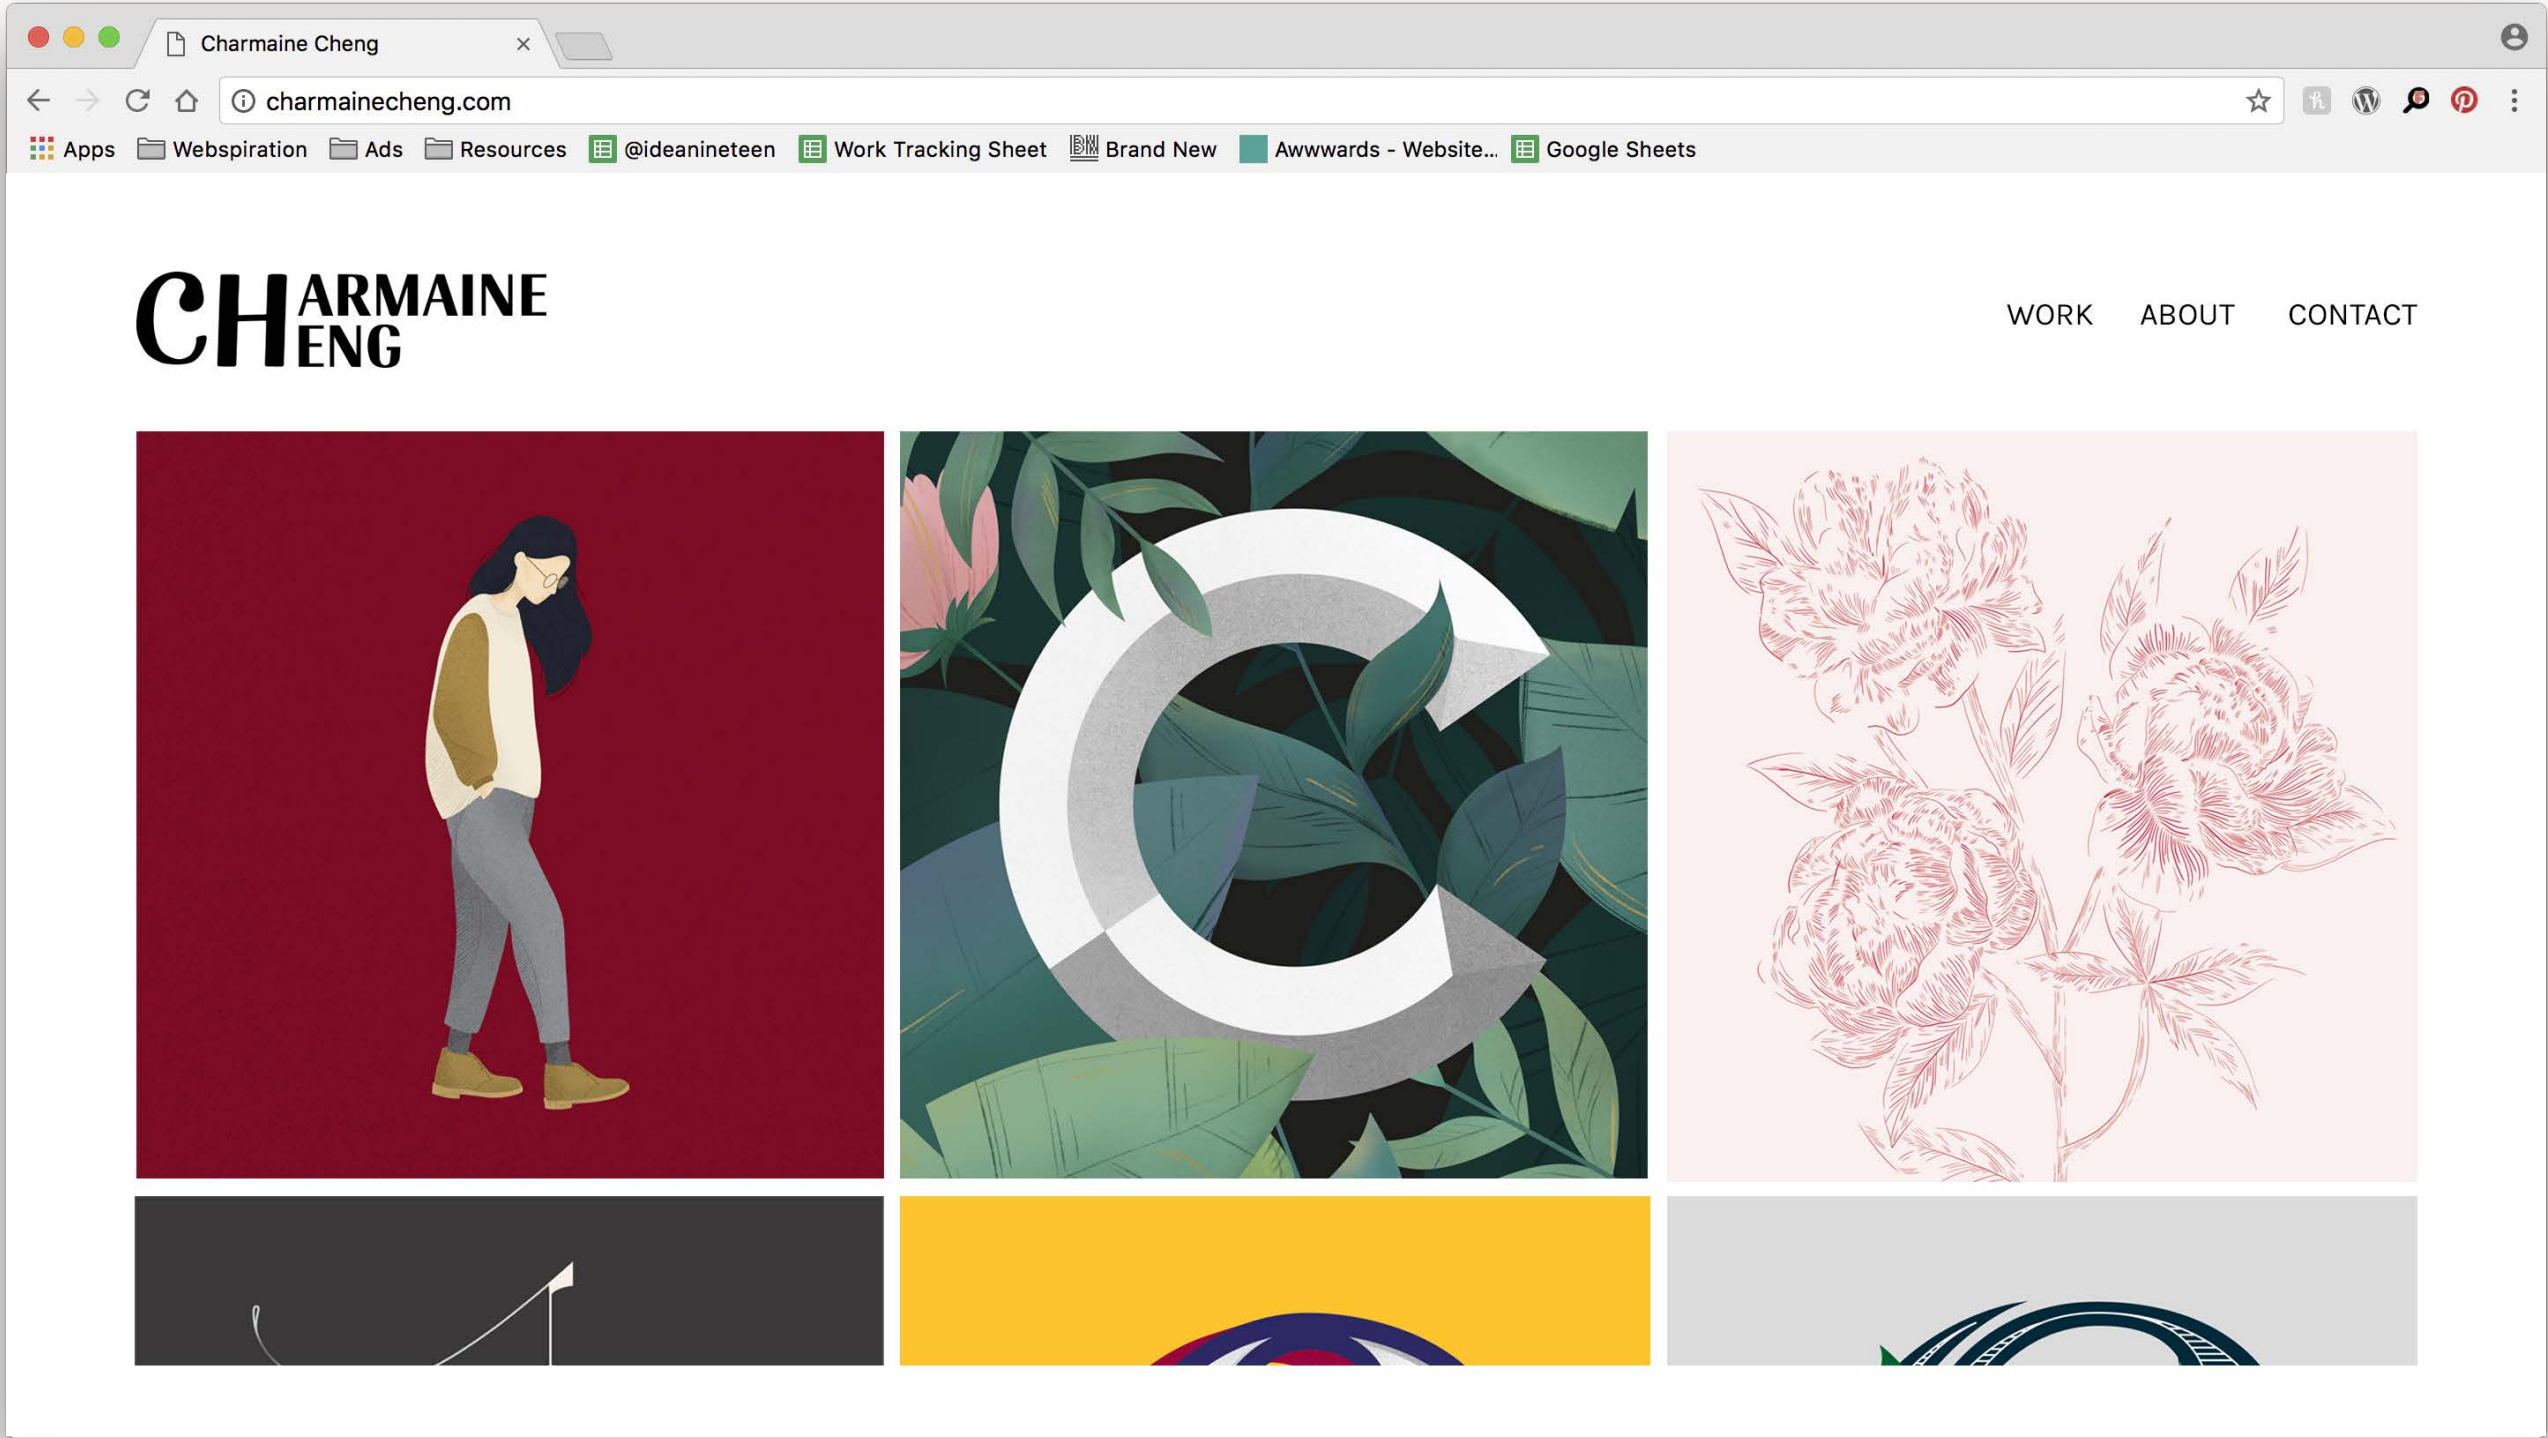 Charmaine Cheng
charmainecheng.com
Apps Webspiration Ads Resources @ideanineteen Work Tracking Sheet Brand New Awwwards - Website... Google Sheets
CHARMAINE
CHENG
WORK ABOUT CONTACT
C